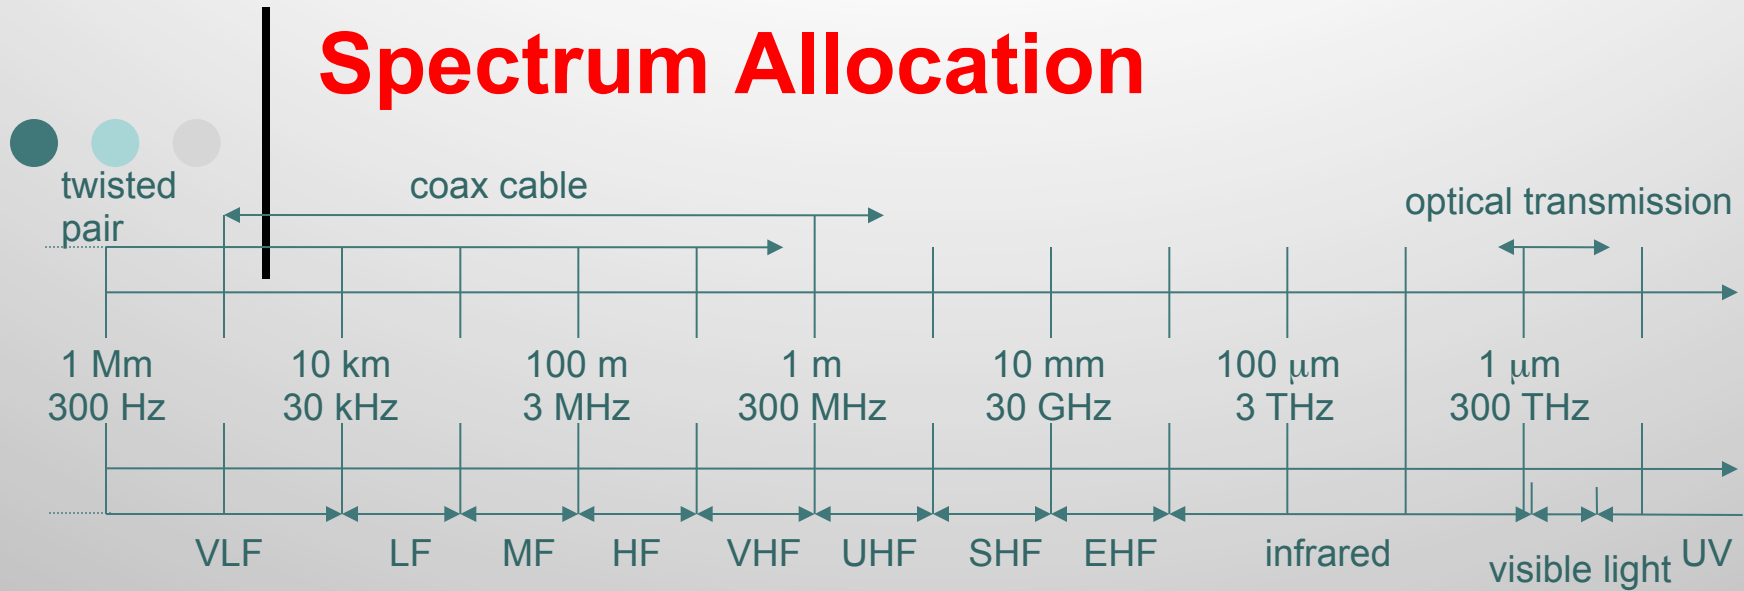 Spectrum Allocation
twisted
pair
coax cable
optical transmission
1 Mm
300 Hz
10 km
30 kHz
100 m
3 MHz
1 m
300 MHz
10 mm
30 GHz
100 μm
3 THz
1 μm
300 THz
VLF
LF
MF
HF
VHF
UHF
SHF
EHF
infrared
visible light
UV